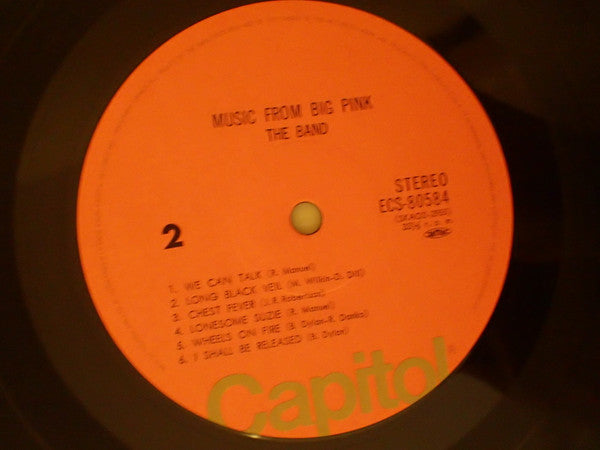 MUSIC FROM BIG PINK
THE BAND
STEREO
ECS-80584
2
1. WE CAN TALK (R. Manuel)
2. LONG BLACK VEIL (M. Wilkin-D. Dill)
3. CHEST FEVER (J.R. Robertson)
4. LONESOME SUZIE (R. Manuel)
5. WHEELS ON FIRE (B. Dylan-R. Danko)
6. I SHALL BE RELEASED (B. Dylan)
Capitol